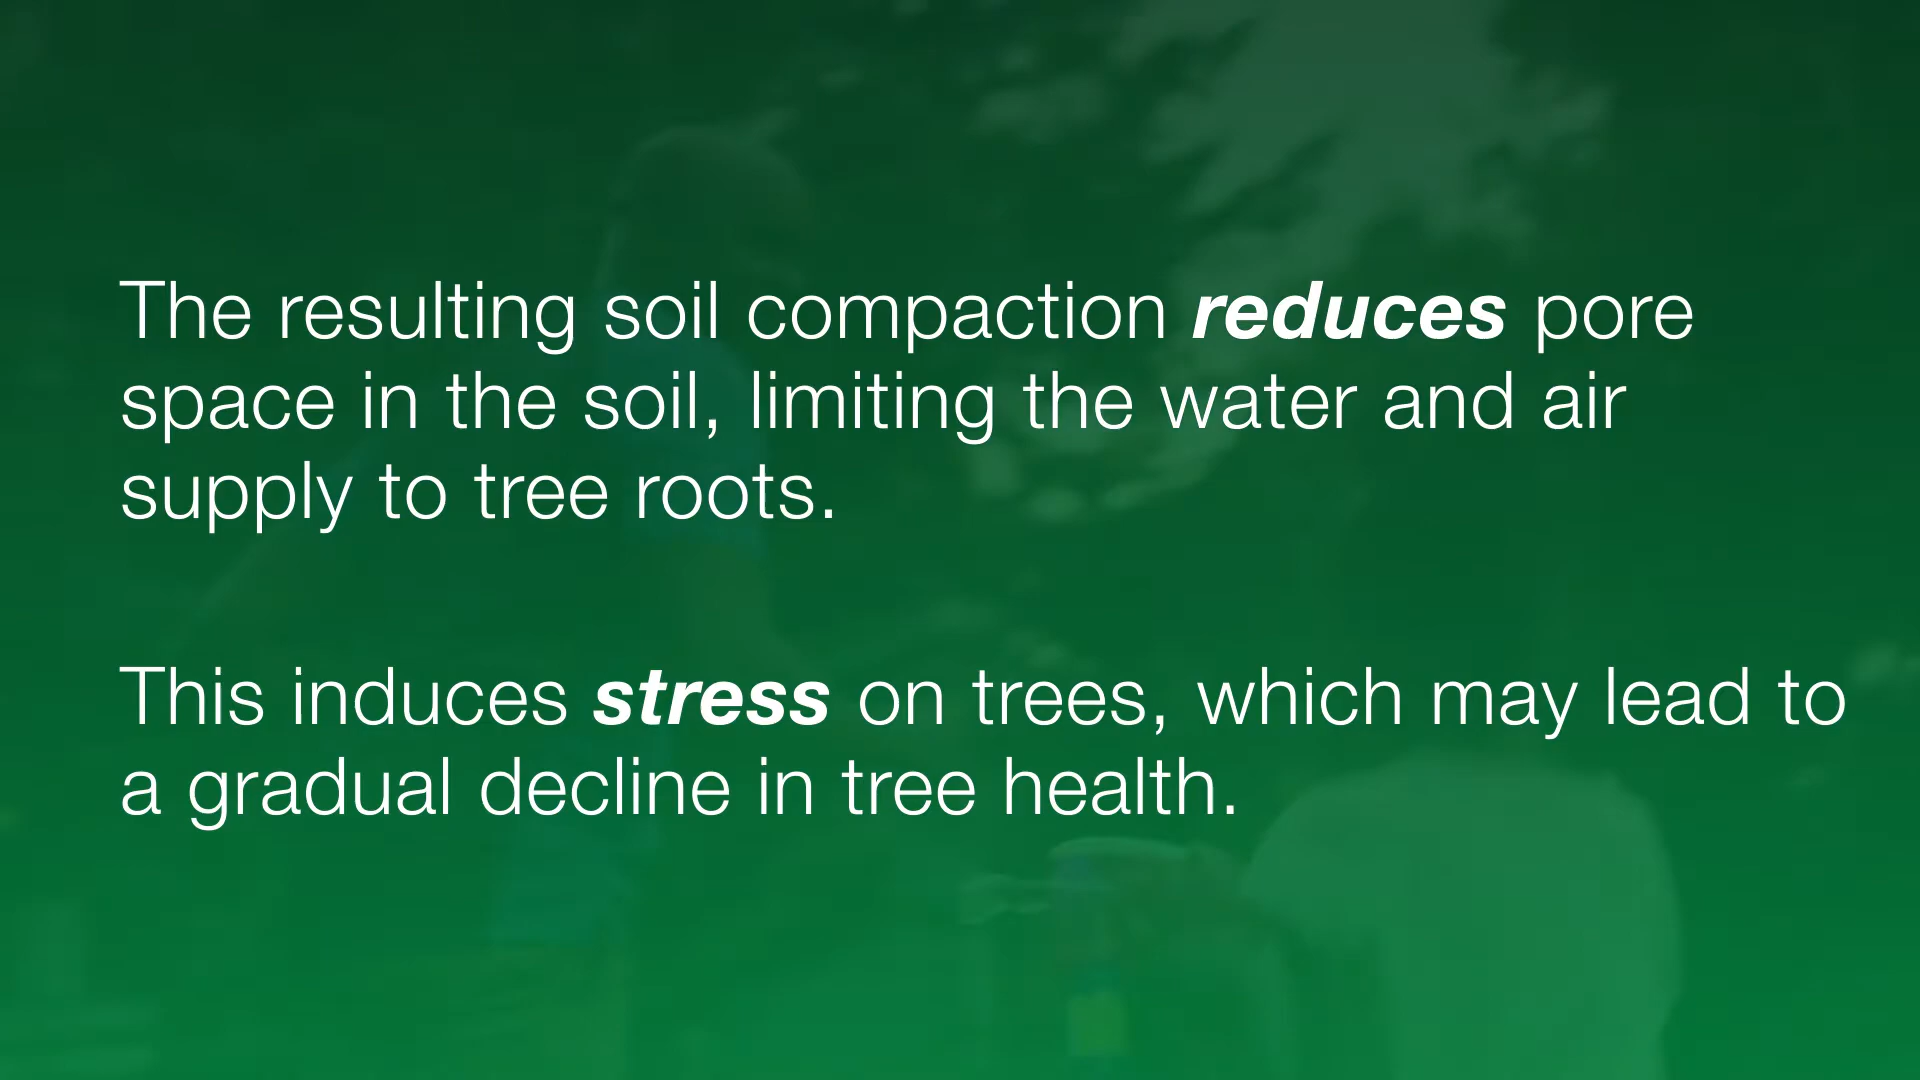 The resulting soil compaction reduces pore
space in the soil, limiting the water and air
supply to tree roots.
This induces stress on trees, which may lead to
a gradual decline in tree health.